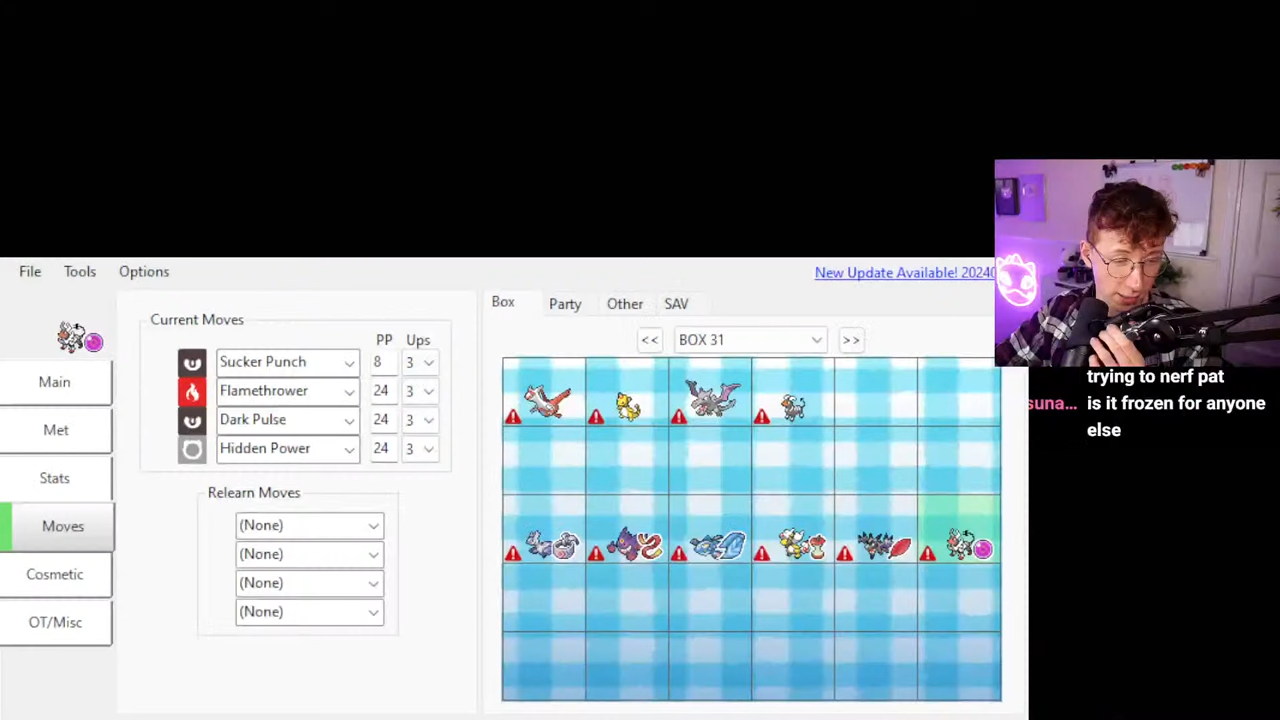 File Tools Options
New Update Available! 20240
Current Moves
PP Ups
Sucker Punch 8 3
Flamethrower 24 3
Dark Pulse 24 3
Hidden Power 24 3
Relearn Moves
(None)
(None)
(None)
(None)
Main
Met
Stats
Moves
Cosmetic
OT/Misc
Box Party Other SAV
<< BOX 31 >>
trying to nerf pat
suna... is it frozen for anyone
else